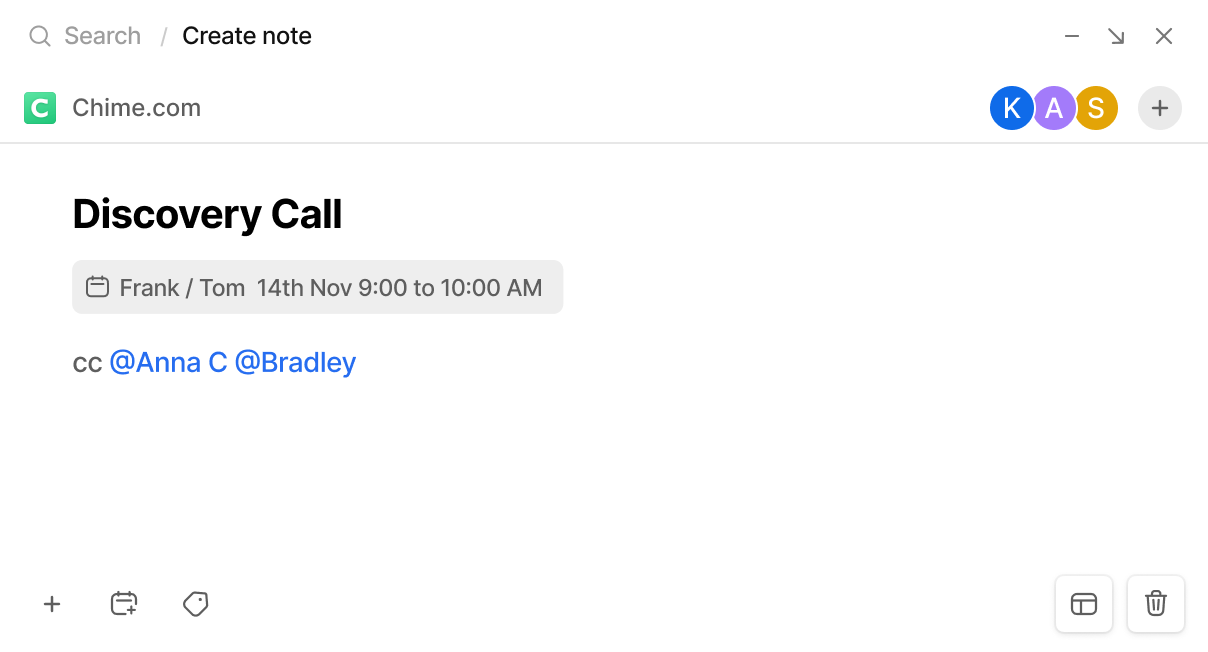 Search / Create note
C Chime.com K A S
Discovery Call
Frank / Tom 14th Nov 9:00 to 10:00 AM
cc @Anna C @Bradley